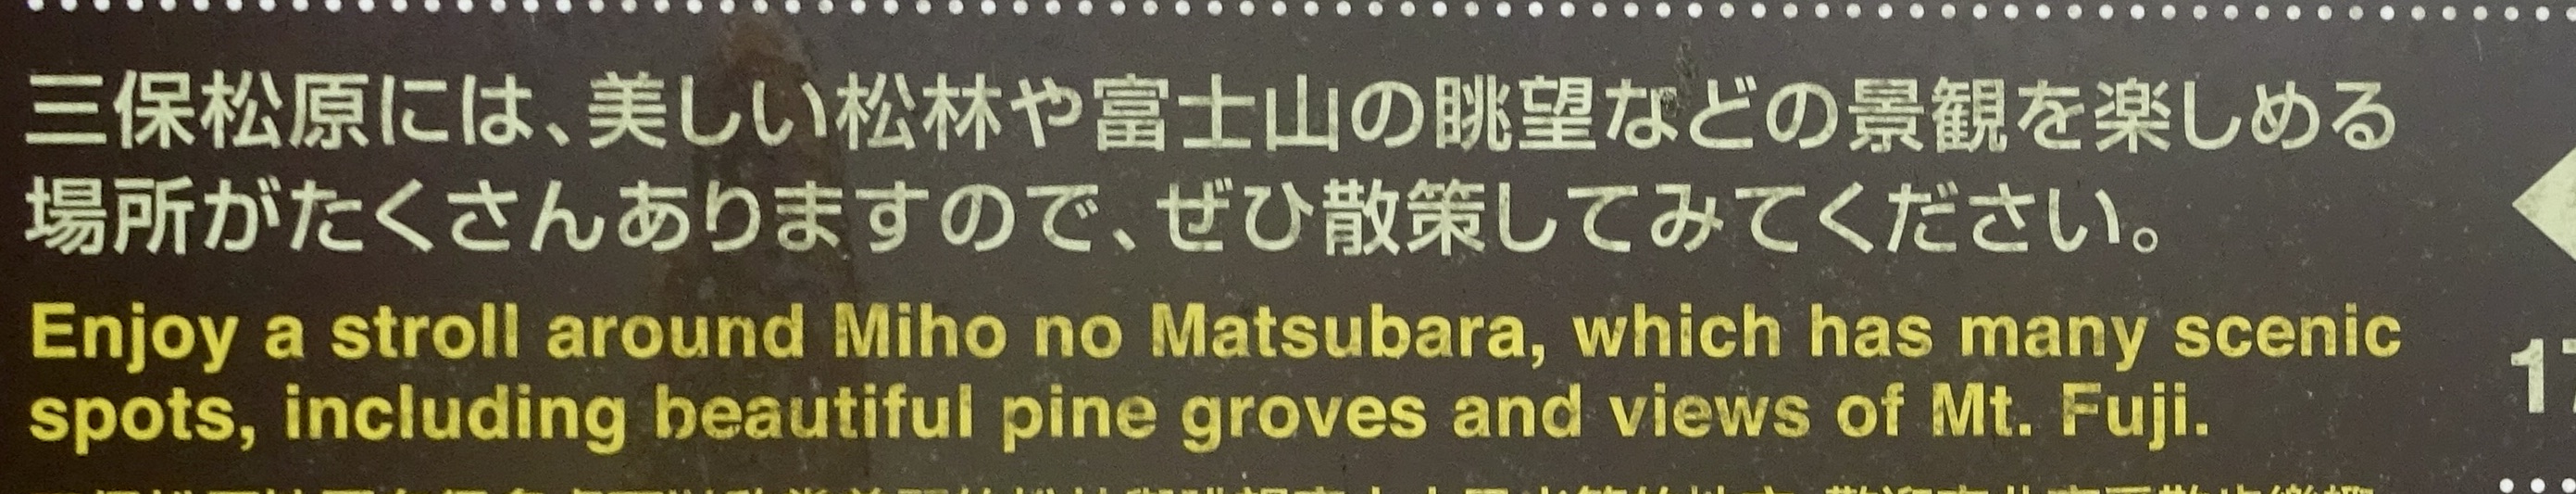 三保松原には、美しい松林や富士山の眺望などの景観を楽しめる
場所がたくさんありますので、ぜひ散策してみてください。
Enjoy a stroll around Miho no Matsubara, which has many scenic
spots, including beautiful pine groves and views of Mt. Fuji.